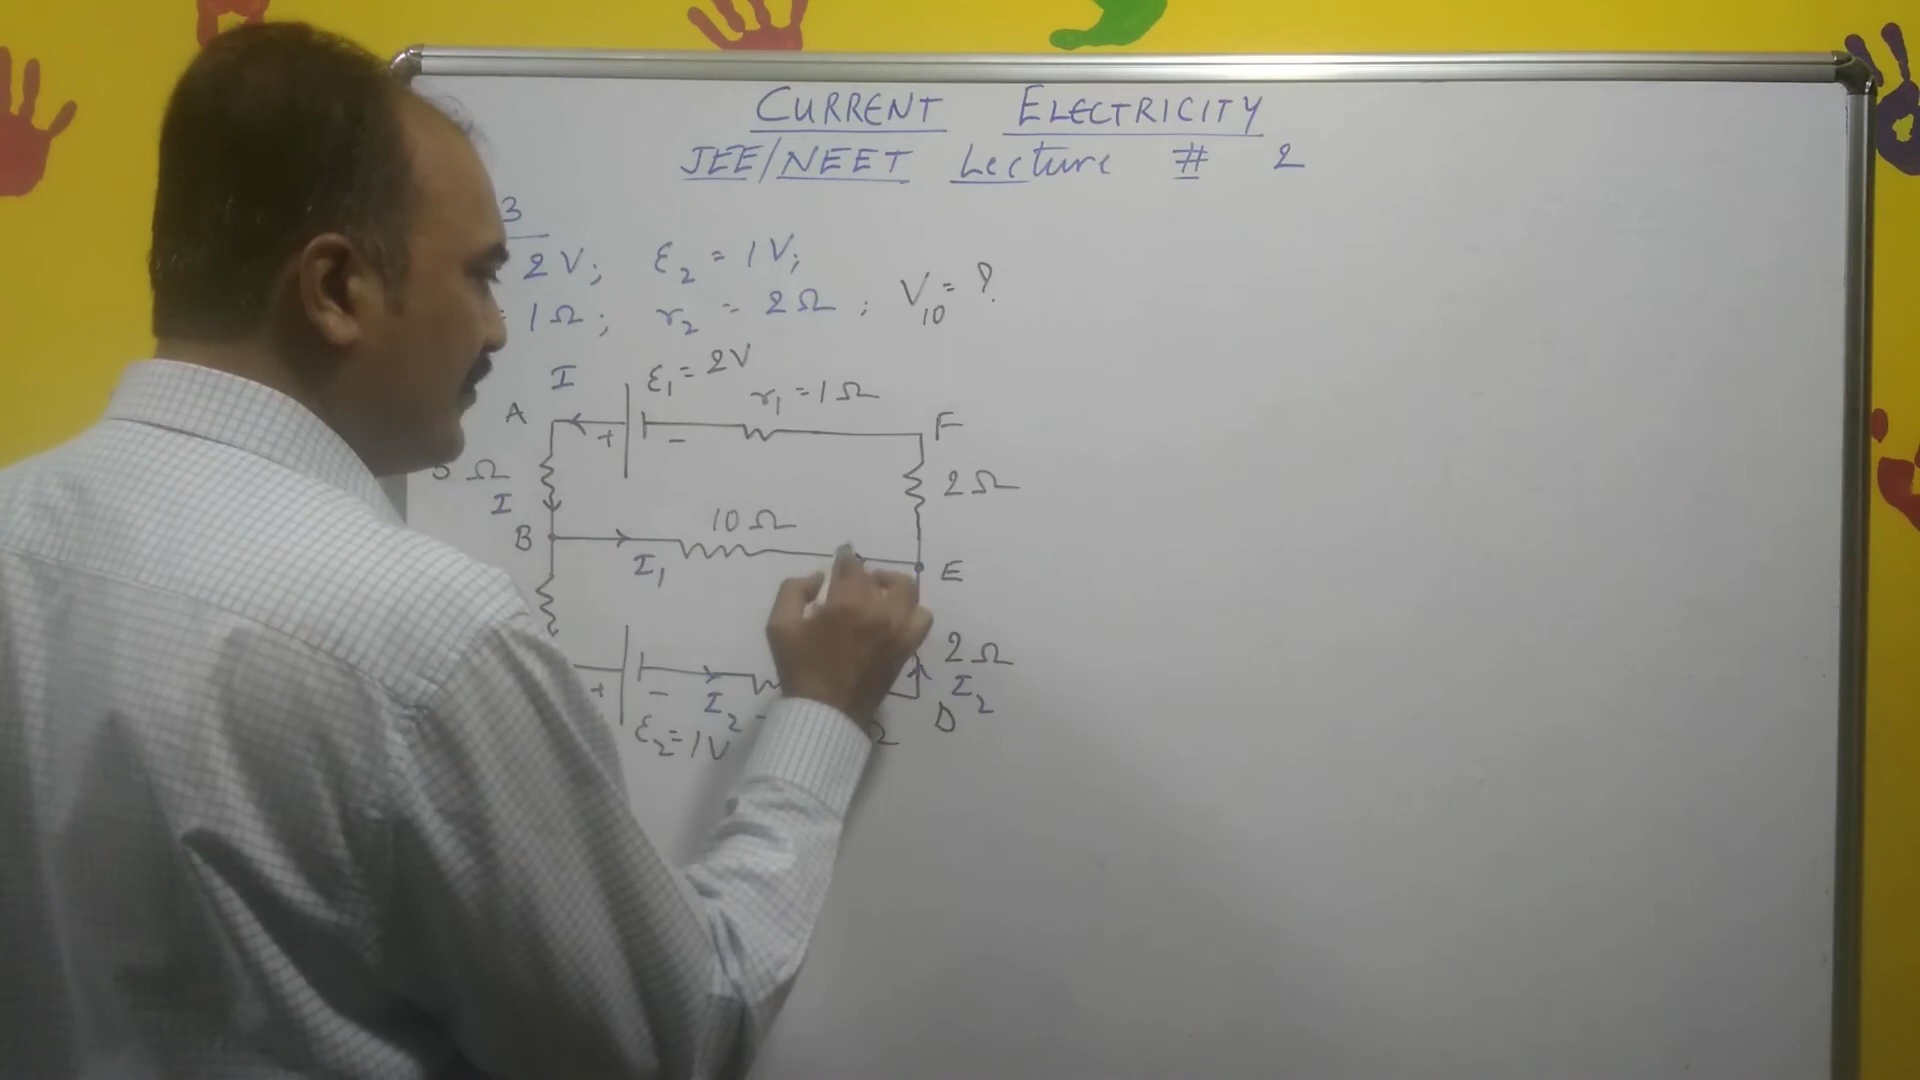 CURRENT ELECTRICITY
JEE/NEET Lecture # 2
3
2V; ε₂ = 1V;
= 1Ω; r₂ = 2Ω; V₁₀ = ?
I ε₁ = 2V
r₁ = 1Ω
A + - F
Ω 2Ω
I
10Ω
B I₁ E
2Ω
+ - I₂ I₂
D
ε₂ = 1V 2